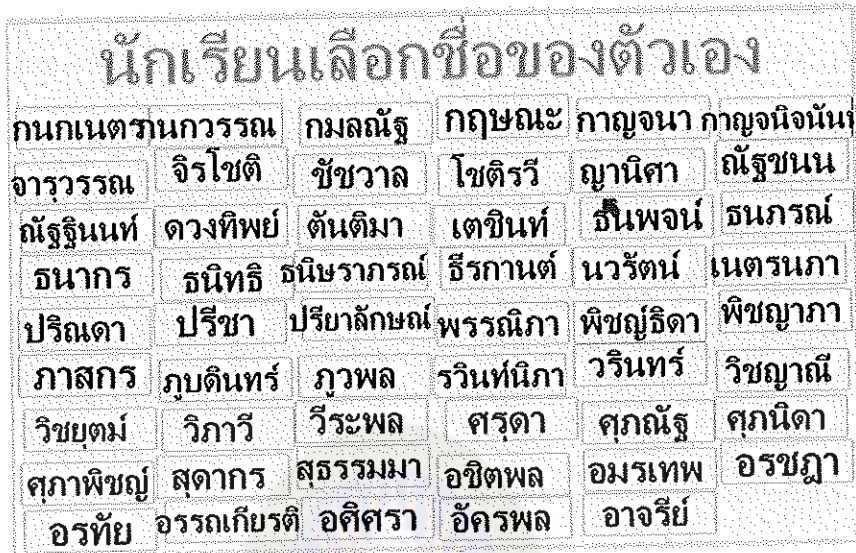 นักเรียนเลือกชื่อของตัวเอง
กนกเนตร กนกวรรณ กมลณัฐ กฤษณะ กาญจนา กาญจนิจนันท์
จารุวรรณ จิรโชติ ชัชวาล โชติรวี ญานิศา ณัฐชนน
ณัฐฐินนท์ ดวงทิพย์ ตันติมา เตชินท์ ธนพจน์ ธนภรณ์
ธนากร ธนิทธิ ธนิษราภรณ์ ธีรกานต์ นวรัตน์ เนตรนภา
ปริณดา ปรีชา ปรียาลักษณ์ พรรณิภา พิชญ์ธิดา พิชญาภา
ภาสกร ภูบดินทร์ ภูวพล รวินท์นิภา วรินทร์ วิชญาณี
วิชยุตม์ วิภาวี วีระพล ศรุดา ศุภณัฐ ศุภนิดา
ศุภาพิชญ์ สุดากร สุธรรมมา อชิตพล อมรเทพ อรชฎา
อรทัย อรรถเกียรติ อศิศรา อัครพล อาจรีย์